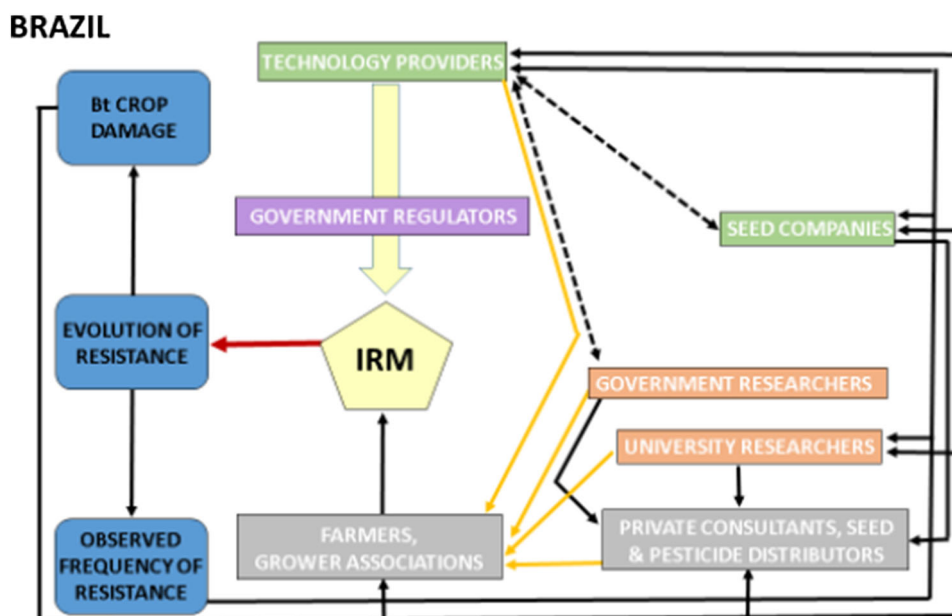 BRAZIL
TECHNOLOGY PROVIDERS
Bt CROP
DAMAGE
GOVERNMENT REGULATORS
SEED COMPANIES
EVOLUTION OF
RESISTANCE
IRM
GOVERNMENT RESEARCHERS
UNIVERSITY RESEARCHERS
OBSERVED
FREQUENCY OF
RESISTANCE
FARMERS,
GROWER ASSOCIATIONS
PRIVATE CONSULTANTS, SEED
& PESTICIDE DISTRIBUTORS